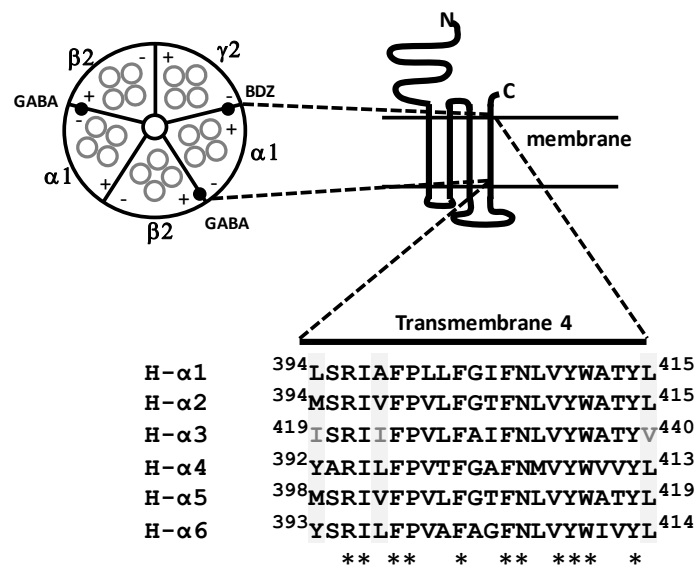 N
β2 - + γ2
GABA + - BDZ
- +
C
membrane
α1 + - α1
- + GABA
β2
Transmembrane 4
H-α1 394LSRIAFPLLFGIFNLVYWATYL415
H-α2 394MSRIVFPVLFGTFNLVYWATYL415
H-α3 419ISRIIFPVLFAIFNLVYWATYV440
H-α4 392YARILFPVTFGAFNMVYWVVYL413
H-α5 398MSRIVFPVLFGTFNLVYWATYL419
H-α6 393YSRILFPVAFAGFNLVYWIVYL414
** ** * ** *** *